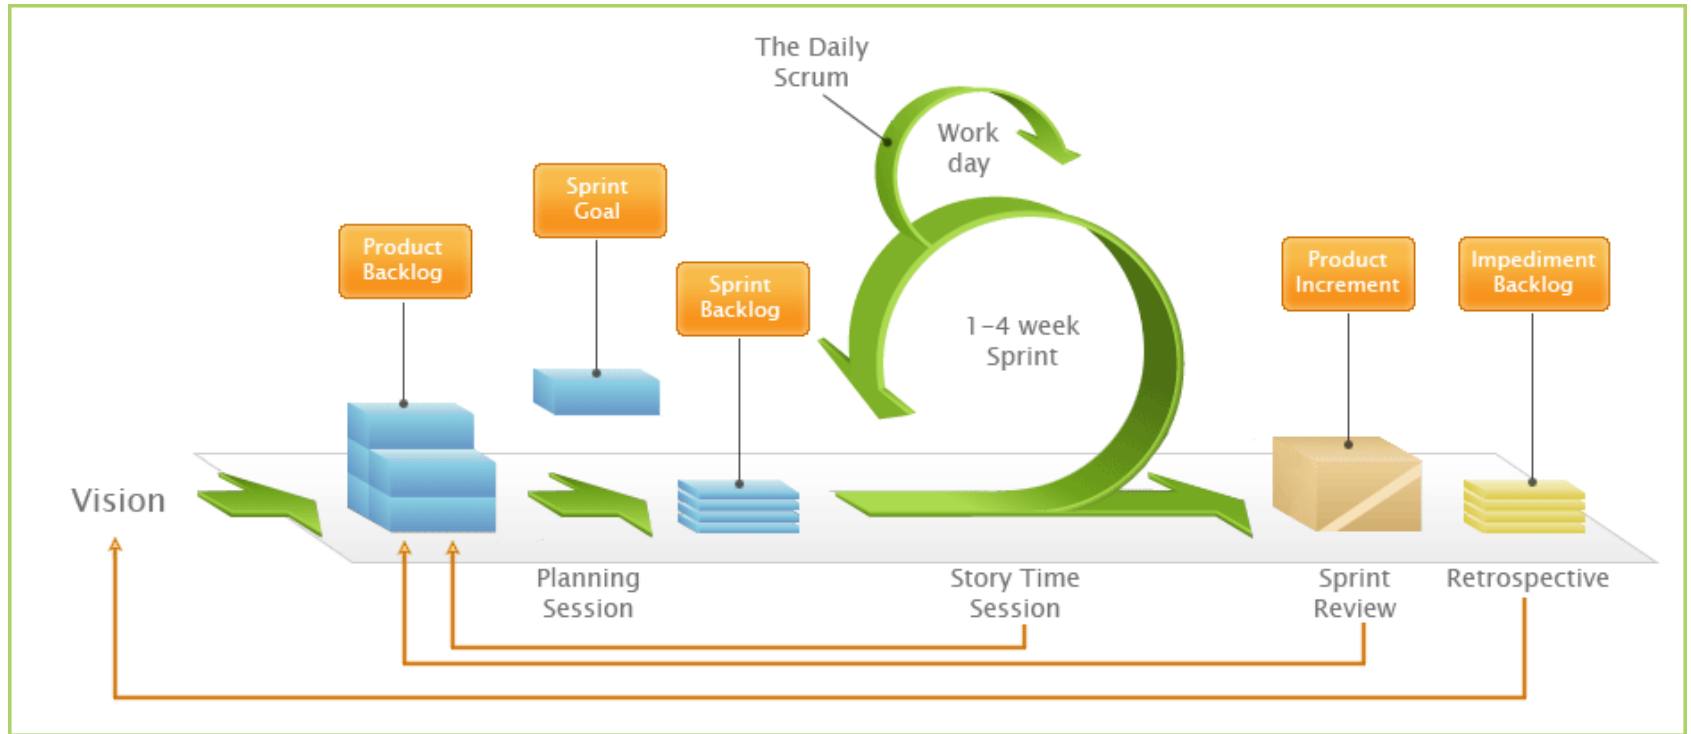 The Daily
Scrum
Work
day
Sprint
Goal
Product
Backlog
Sprint
Backlog
Product
Increment
Impediment
Backlog
1-4 week
Sprint
Vision
Planning
Session
Story Time
Session
Sprint
Review
Retrospective